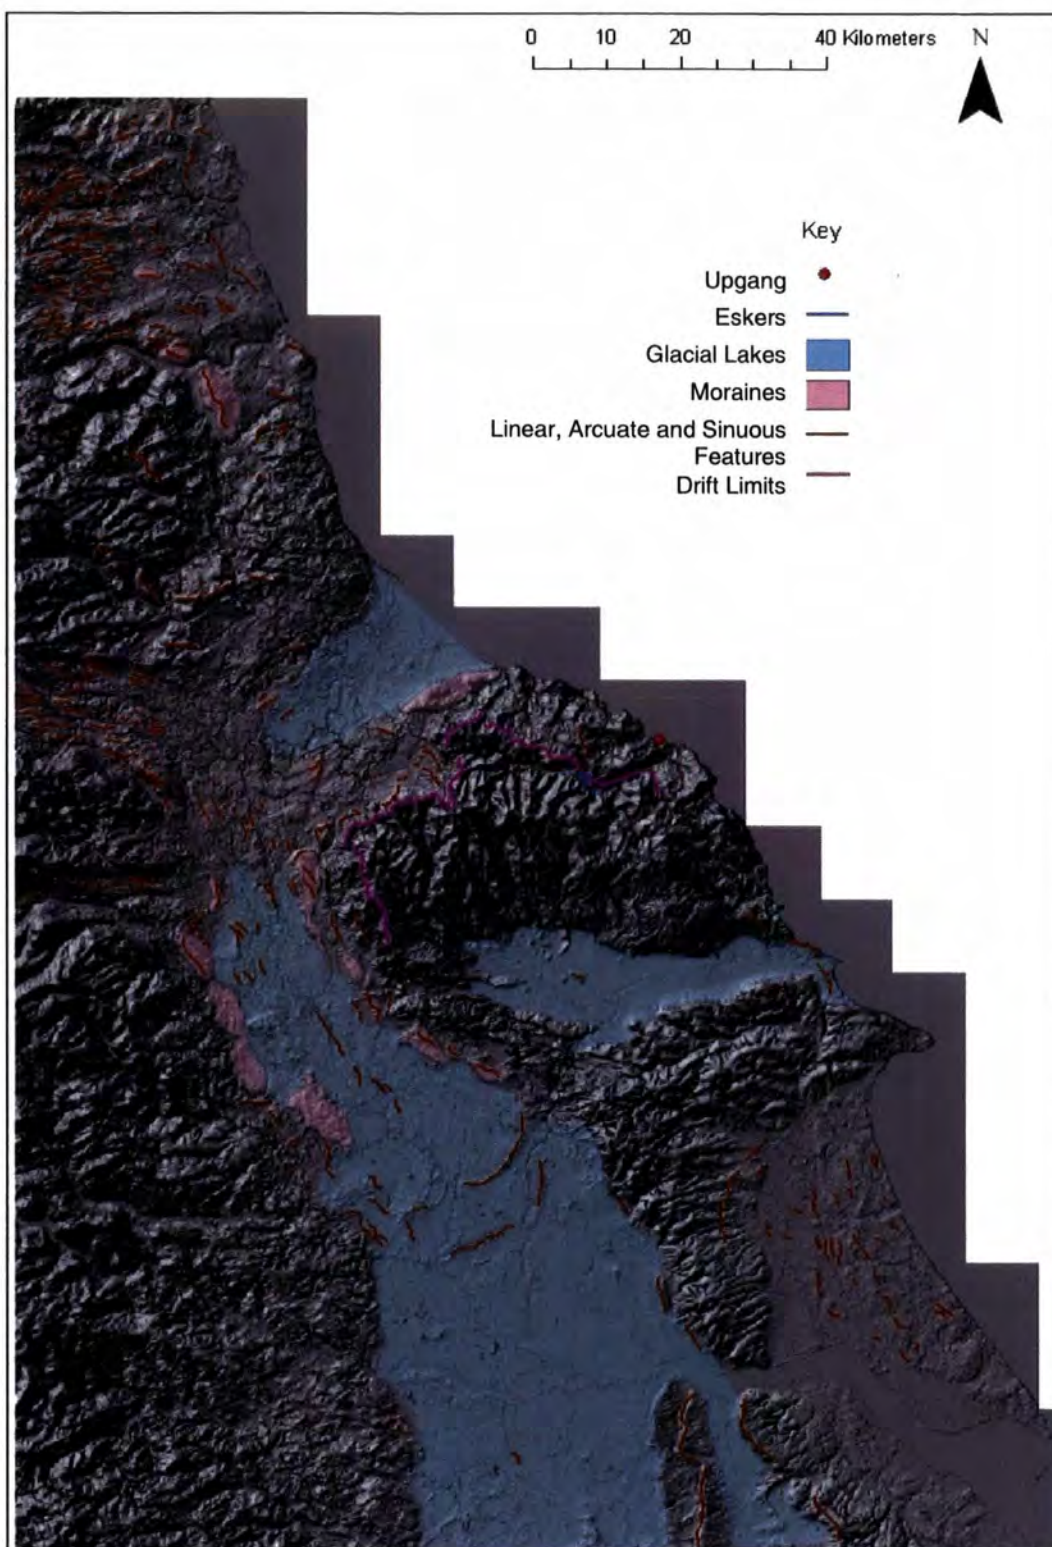 0 10 20 40 Kilometers
N
Key
Upgang
Eskers
Glacial Lakes
Moraines
Linear, Arcuate and Sinuous
Features
Drift Limits